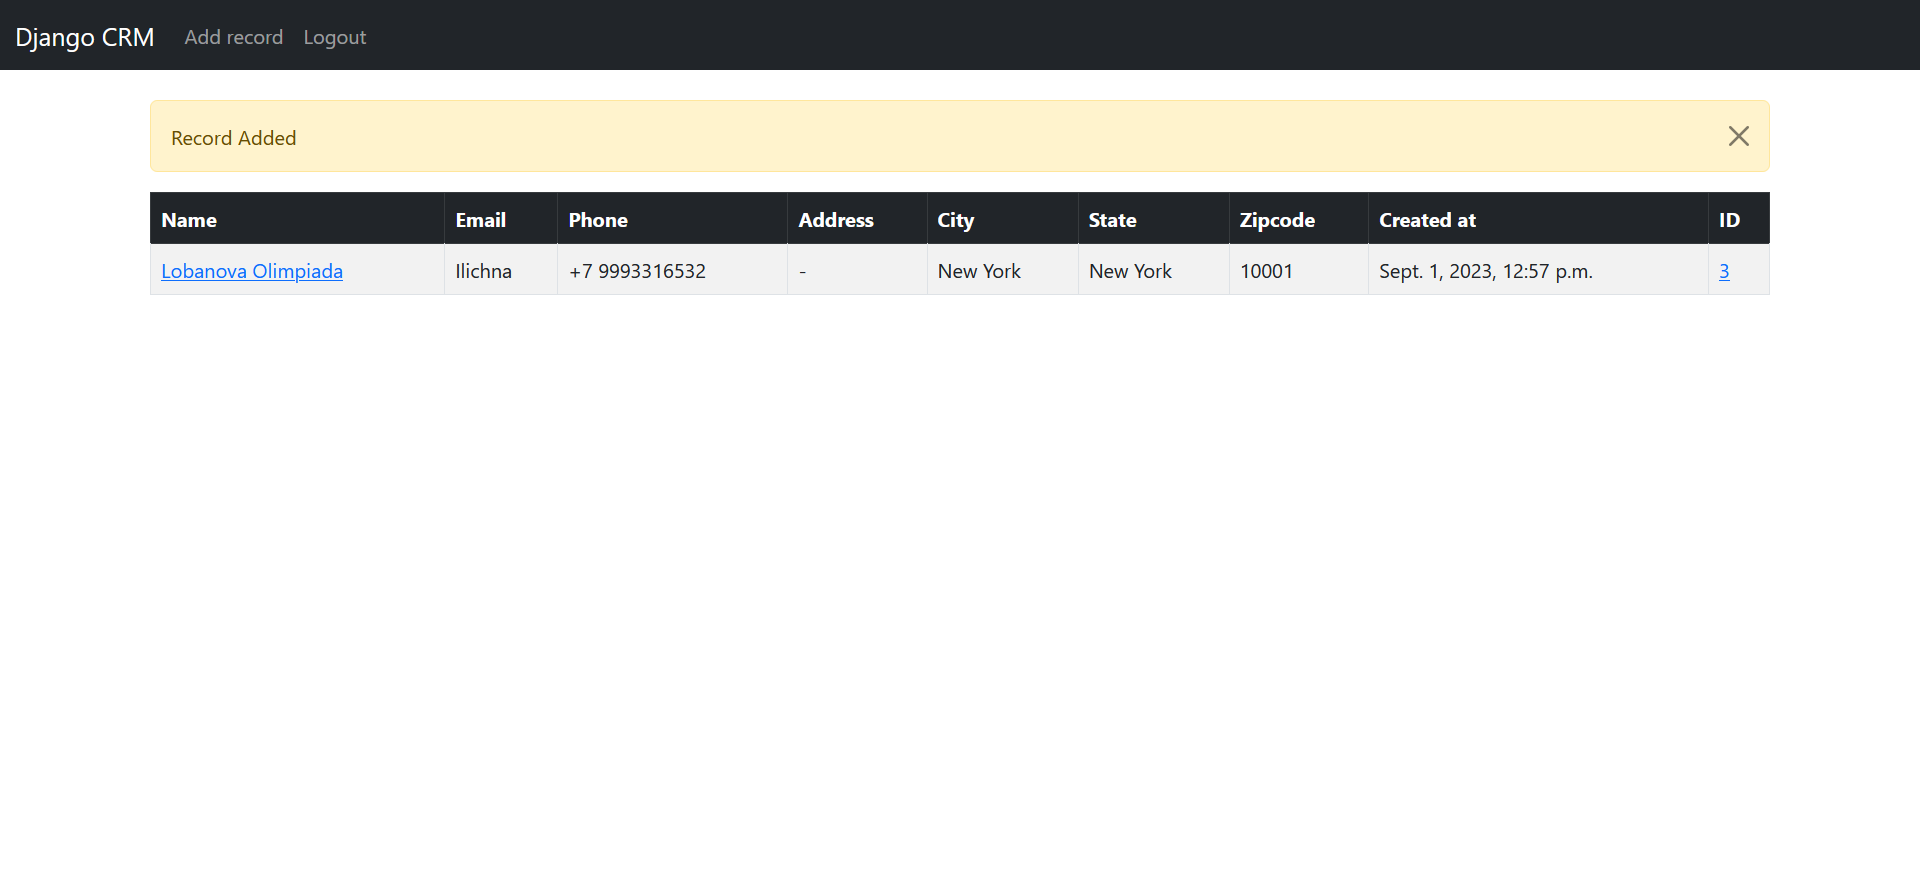 Django CRM Add record Logout
Record Added
Name Email Phone Address City State Zipcode Created at ID
Lobanova Olimpiada Ilichna +7 9993316532 - New York New York 10001 Sept. 1, 2023, 12:57 p.m. 3